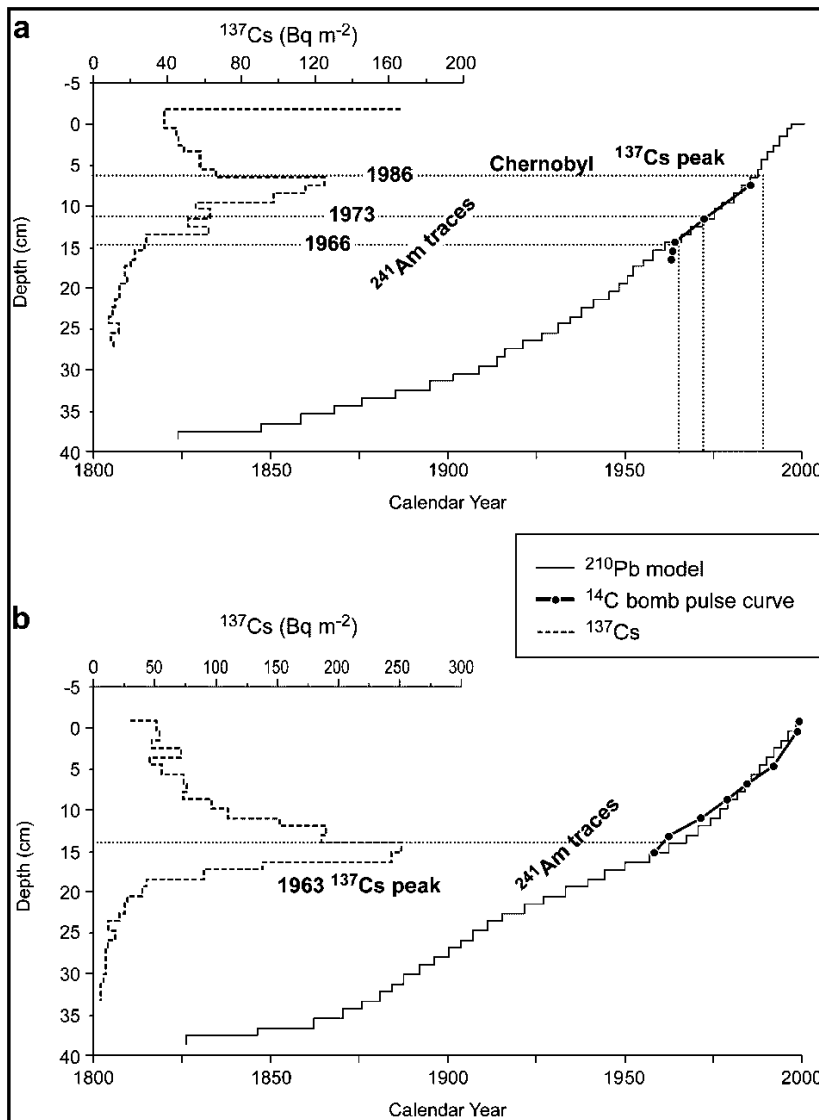 a
¹³⁷Cs (Bq m⁻²)
0 40 80 120 160 200
-5
0
5
10
15
20
25
30
35
40
Depth (cm)
1986
Chernobyl
¹³⁷Cs peak
1973
1966
²⁴¹Am traces
1800 1850 1900 1950 2000
Calendar Year
²¹⁰Pb model
¹⁴C bomb pulse curve
¹³⁷Cs
b
¹³⁷Cs (Bq m⁻²)
0 50 100 150 200 250 300
-5
0
5
10
15
20
25
30
35
40
Depth (cm)
²⁴¹Am traces
1963 ¹³⁷Cs peak
1800 1850 1900 1950 2000
Calendar Year